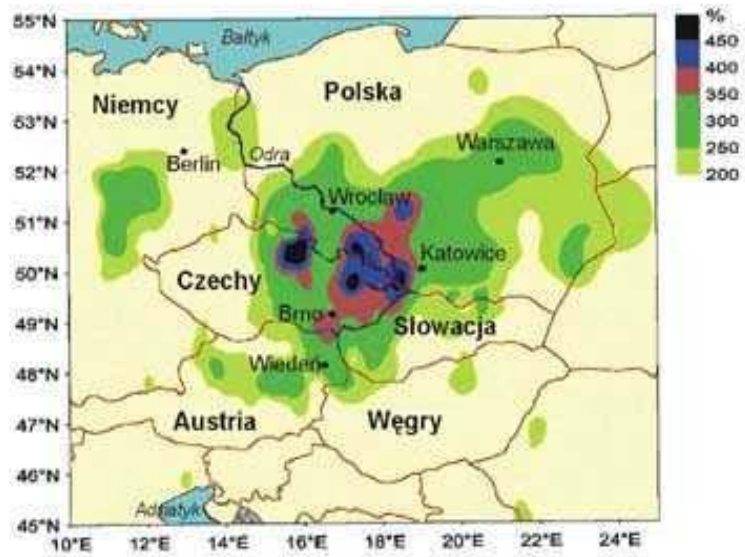 55°N
54°N
53°N
52°N
51°N
50°N
49°N
48°N
47°N
46°N
45°N
10°E 12°E 14°E 16°E 18°E 20°E 22°E 24°E
Bałtyk
Niemcy
Polska
Berlin
Odra
Warszawa
Wrocław
Katowice
Czechy
Brno
Słowacja
Wiedeń
Austria
Węgry
Adriatyk
%
450
400
350
300
250
200